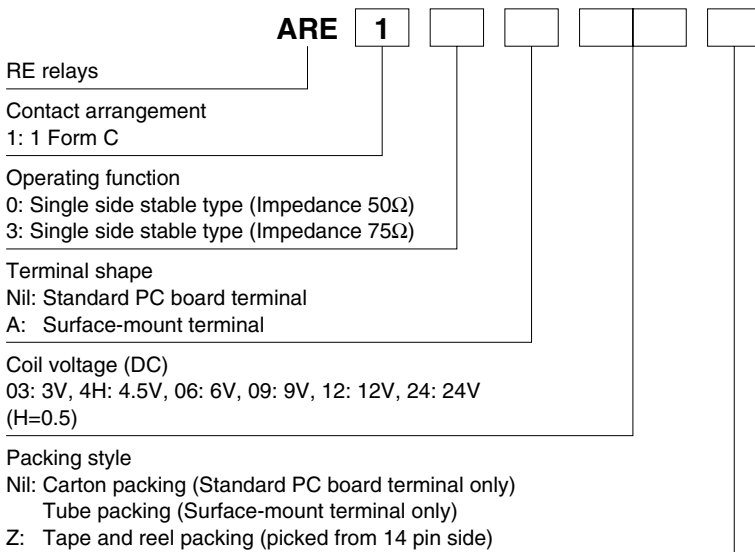 ARE 1
RE relays
Contact arrangement
1: 1 Form C
Operating function
0: Single side stable type (Impedance 50Ω)
3: Single side stable type (Impedance 75Ω)
Terminal shape
Nil: Standard PC board terminal
A: Surface-mount terminal
Coil voltage (DC)
03: 3V, 4H: 4.5V, 06: 6V, 09: 9V, 12: 12V, 24: 24V
(H=0.5)
Packing style
Nil: Carton packing (Standard PC board terminal only)
Tube packing (Surface-mount terminal only)
Z: Tape and reel packing (picked from 14 pin side)